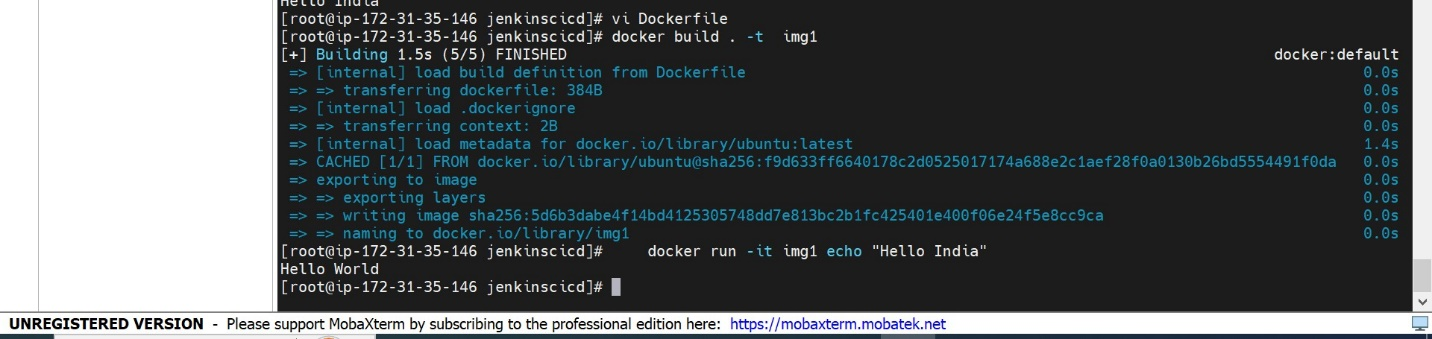 Hello India
[root@ip-172-31-35-146 jenkinscicd]# vi Dockerfile
[root@ip-172-31-35-146 jenkinscicd]# docker build . -t  img1
[+] Building 1.5s (5/5) FINISHED docker:default
=> [internal] load build definition from Dockerfile 0.0s
=> => transferring dockerfile: 384B 0.0s
=> [internal] load .dockerignore 0.0s
=> => transferring context: 2B 0.0s
=> [internal] load metadata for docker.io/library/ubuntu:latest 1.4s
=> CACHED [1/1] FROM docker.io/library/ubuntu@sha256:f9d633ff6640178c2d0525017174a688e2c1aef28f0a0130b26bd5554491f0da 0.0s
=> exporting to image 0.0s
=> => exporting layers 0.0s
=> => writing image sha256:5d6b3dabe4f14bd4125305748dd7e813bc2b1fc425401e400f06e24f5e8cc9ca 0.0s
=> => naming to docker.io/library/img1 0.0s
[root@ip-172-31-35-146 jenkinscicd]#     docker run -it img1 echo "Hello India"
Hello World
[root@ip-172-31-35-146 jenkinscicd]#
UNREGISTERED VERSION - Please support MobaXterm by subscribing to the professional edition here: https://mobaxterm.mobatek.net